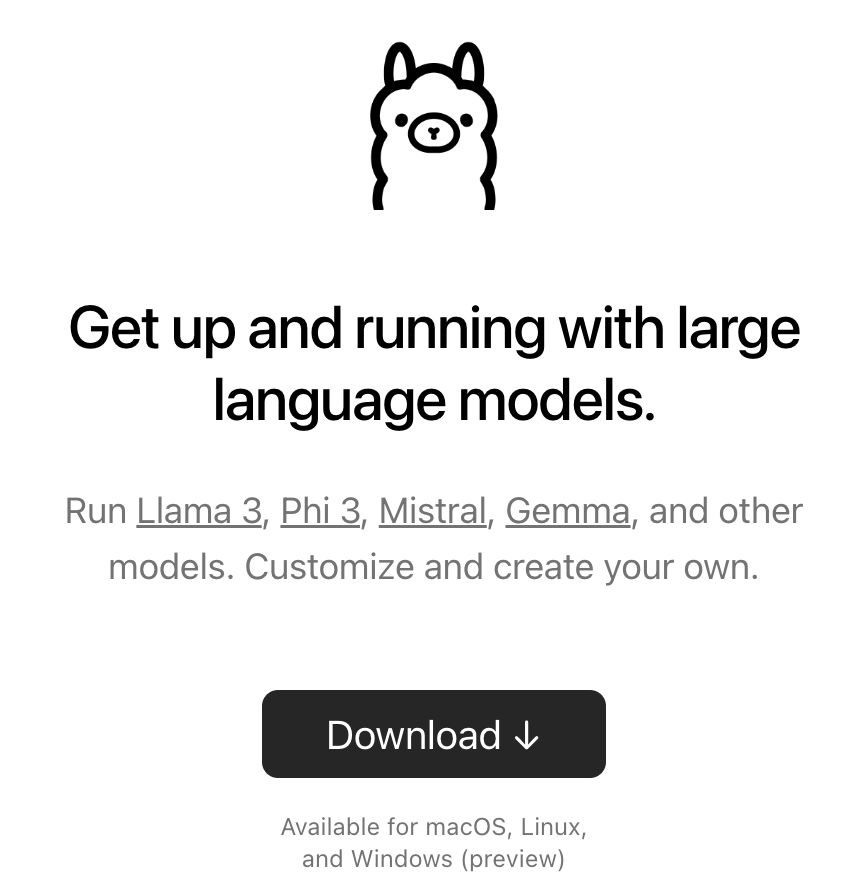 Get up and running with large
language models.
Run Llama 3, Phi 3, Mistral, Gemma, and other
models. Customize and create your own.
Download ↓
Available for macOS, Linux,
and Windows (preview)